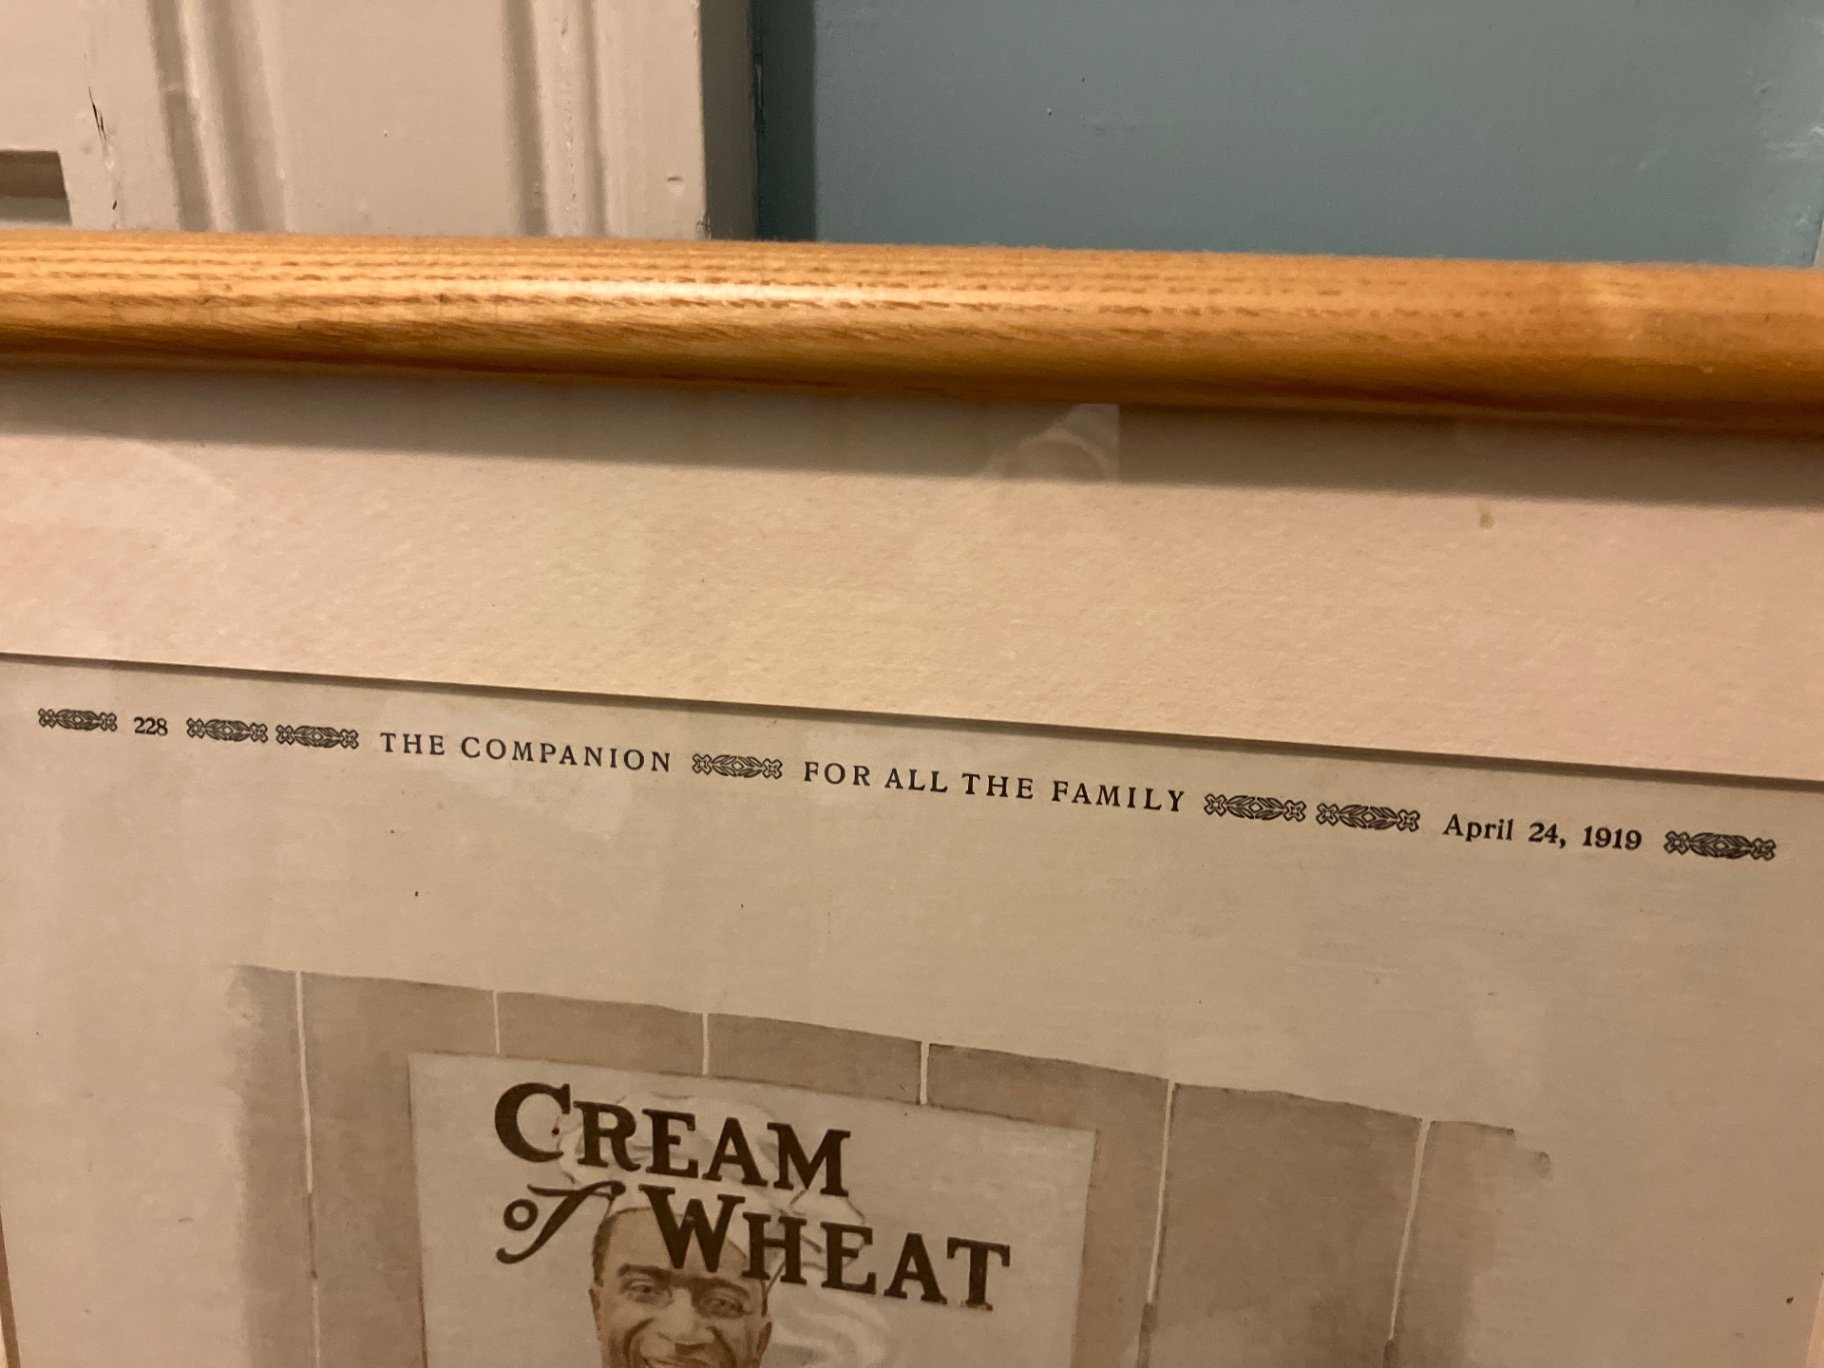 228 THE COMPANION FOR ALL THE FAMILY April 24, 1919
CREAM
of WHEAT